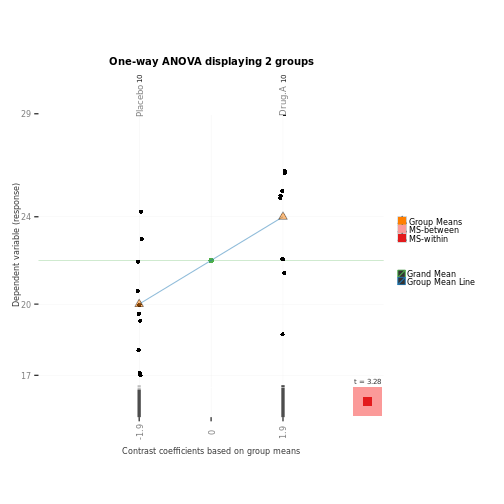 One-way ANOVA displaying 2 groups
Placebo 10
Drug.A 10
Dependent variable (response)
29
24
20
17
Group Means
MS-between
MS-within
Grand Mean
Group Mean Line
t = 3.28
-1.9
0
1.9
Contrast coefficients based on group means